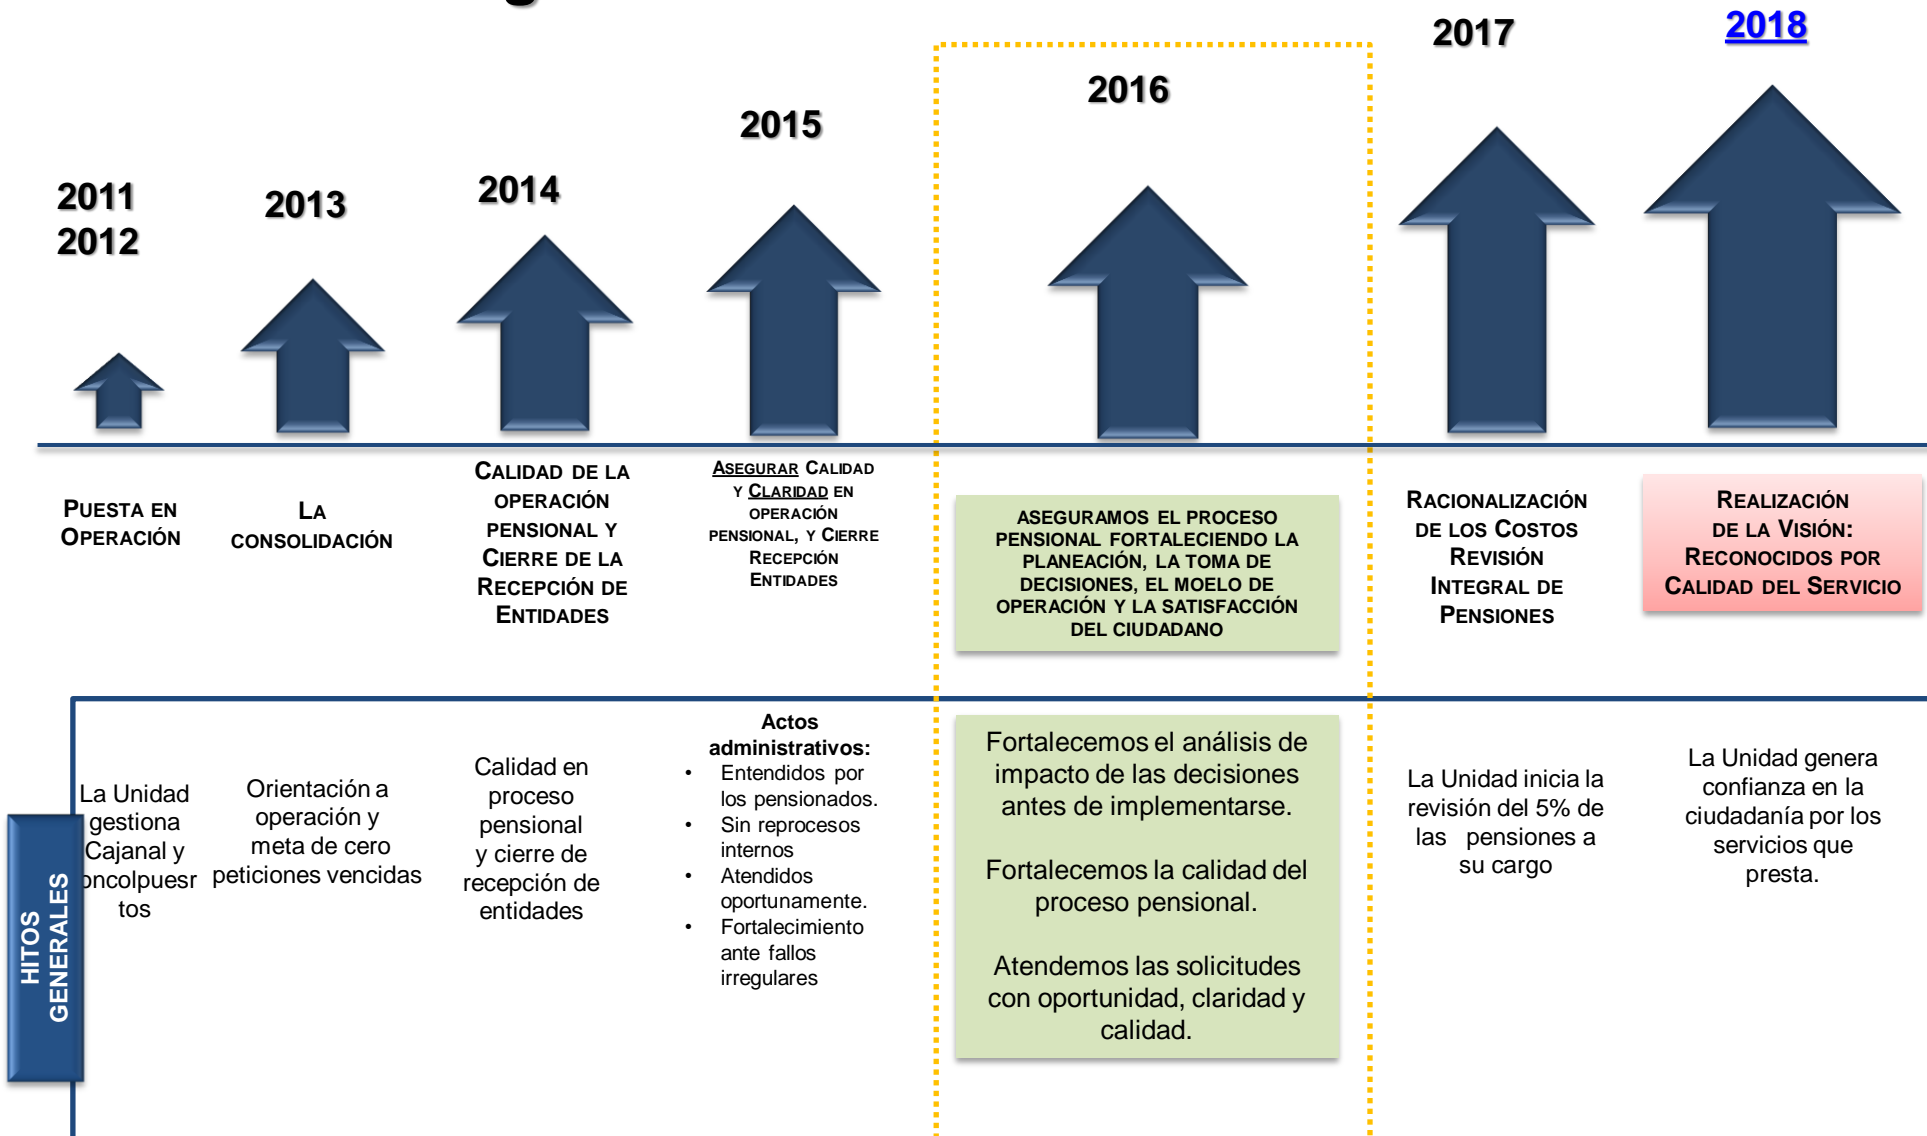 g
2011
2012
2013
2014
2015
2016
2017
2018
PUESTA EN
OPERACIÓN
LA
CONSOLIDACIÓN
CALIDAD DE LA
OPERACIÓN
PENSIONAL Y
CIERRE DE LA
RECEPCIÓN DE
ENTIDADES
ASEGURAR CALIDAD
Y CLARIDAD EN
OPERACIÓN
PENSIONAL, Y CIERRE
RECEPCIÓN
ENTIDADES
ASEGURAMOS EL PROCESO
PENSIONAL FORTALECIENDO LA
PLANEACIÓN, LA TOMA DE
DECISIONES, EL MOELO DE
OPERACIÓN Y LA SATISFACCIÓN
DEL CIUDADANO
RACIONALIZACIÓN
DE LOS COSTOS
REVISIÓN
INTEGRAL DE
PENSIONES
REALIZACIÓN
DE LA VISIÓN:
RECONOCIDOS POR
CALIDAD DEL SERVICIO
HITOS
GENERALES
La Unidad
gestiona
Cajanal y
oncolpuesr
tos
Orientación a
operación y
meta de cero
peticiones vencidas
Calidad en
proceso
pensional
y cierre de
recepción de
entidades
Actos
administrativos:
• Entendidos por
los pensionados.
• Sin reprocesos
internos
• Atendidos
oportunamente.
• Fortalecimiento
ante fallos
irregulares
Fortalecemos el análisis de
impacto de las decisiones
antes de implementarse.
Fortalecemos la calidad del
proceso pensional.
Atendemos las solicitudes
con oportunidad, claridad y
calidad.
La Unidad inicia la
revisión del 5% de
las pensiones a
su cargo
La Unidad genera
confianza en la
ciudadanía por los
servicios que
presta.